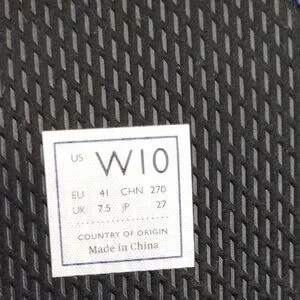 US W10
EU 41 CHN 270
UK 7.5 JP 27
COUNTRY OF ORIGIN
Made in China